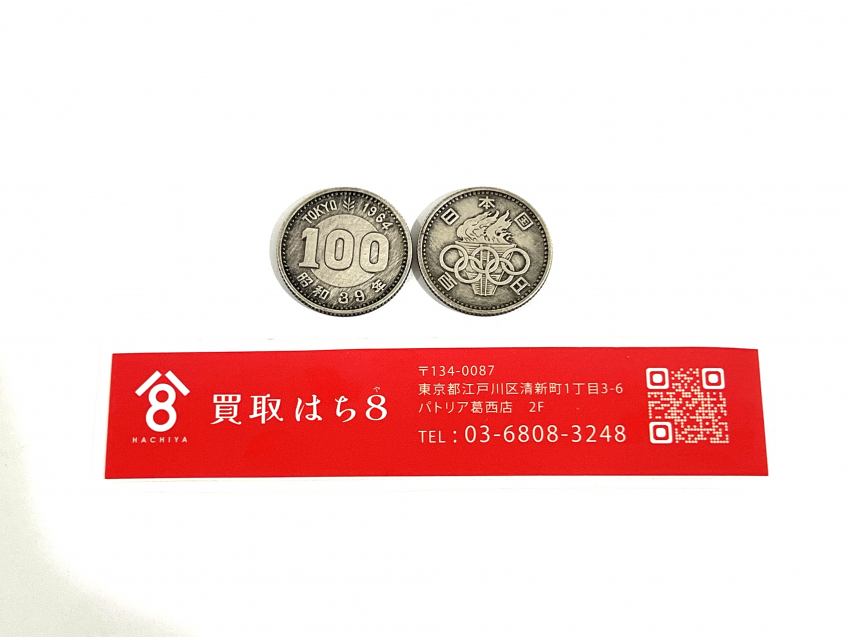 TOKYO 1964
100
昭和39年
日本国
百円
8
HACHIYA
買取はち8
や
〒134-0087
東京都江戸川区清新町1丁目3-6
パトリア葛西店 2F
TEL : 03-6808-3248